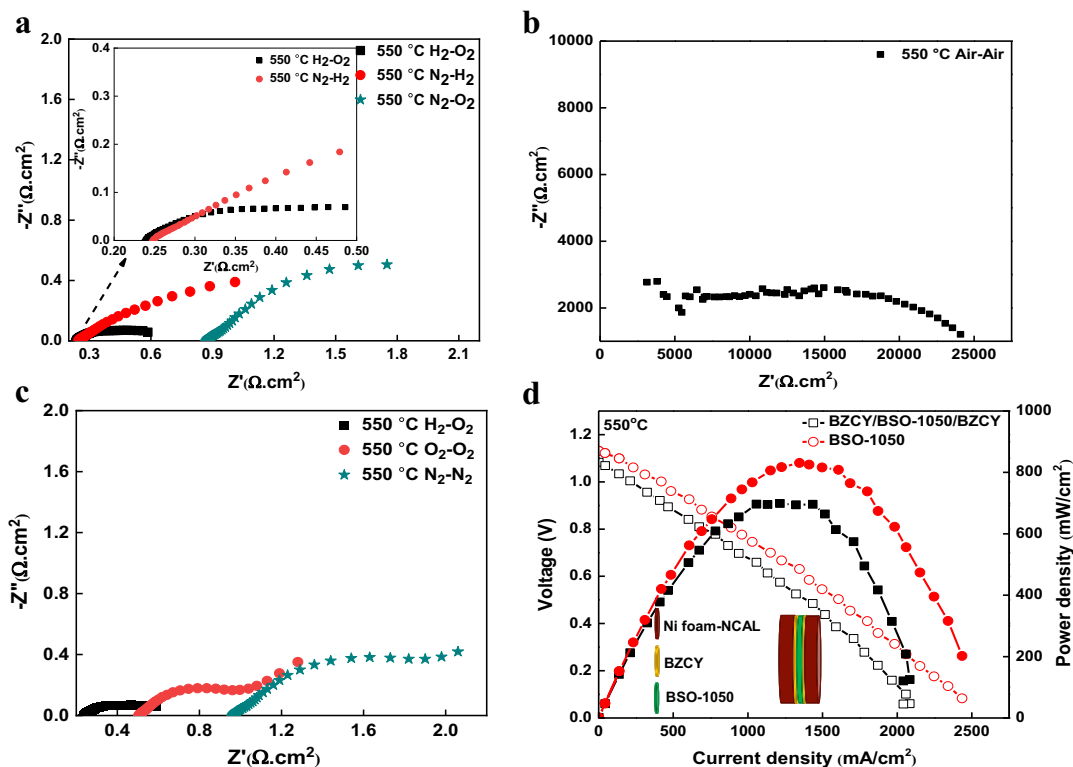 a
2.0
1.6
1.2
0.8
0.4
0.0
0.3
0.6
0.9
1.2
1.5
1.8
2.1
-Z''(Ω.cm²)
Z'(Ω.cm²)
550 °C H₂-O₂
550 °C N₂-H₂
550 °C N₂-O₂
0.4
0.3
0.2
0.1
0.0
0.20
0.25
0.30
0.35
0.40
0.45
0.50
-Z''(Ω.cm²)
Z'(Ω.cm²)
550 °C H₂-O₂
550 °C N₂-H₂
b
10000
8000
6000
4000
2000
0
0
5000
10000
15000
20000
25000
30000
-Z''(Ω.cm²)
Z'(Ω.cm²)
550 °C Air-Air
c
2.0
1.6
1.2
0.8
0.4
0.0
0.4
0.8
1.2
1.6
2.0
-Z''(Ω.cm²)
Z'(Ω.cm²)
550 °C H₂-O₂
550 °C O₂-O₂
550 °C N₂-N₂
d
550°C
BZCY/BSO-1050/BZCY
BSO-1050
1.2
1.0
0.8
0.6
0.4
0.2
0.0
Voltage (V)
1000
800
600
400
200
0
Power density (mW/cm²)
Ni foam-NCAL
BZCY
BSO-1050
0
500
1000
1500
2000
2500
Current density (mA/cm²)